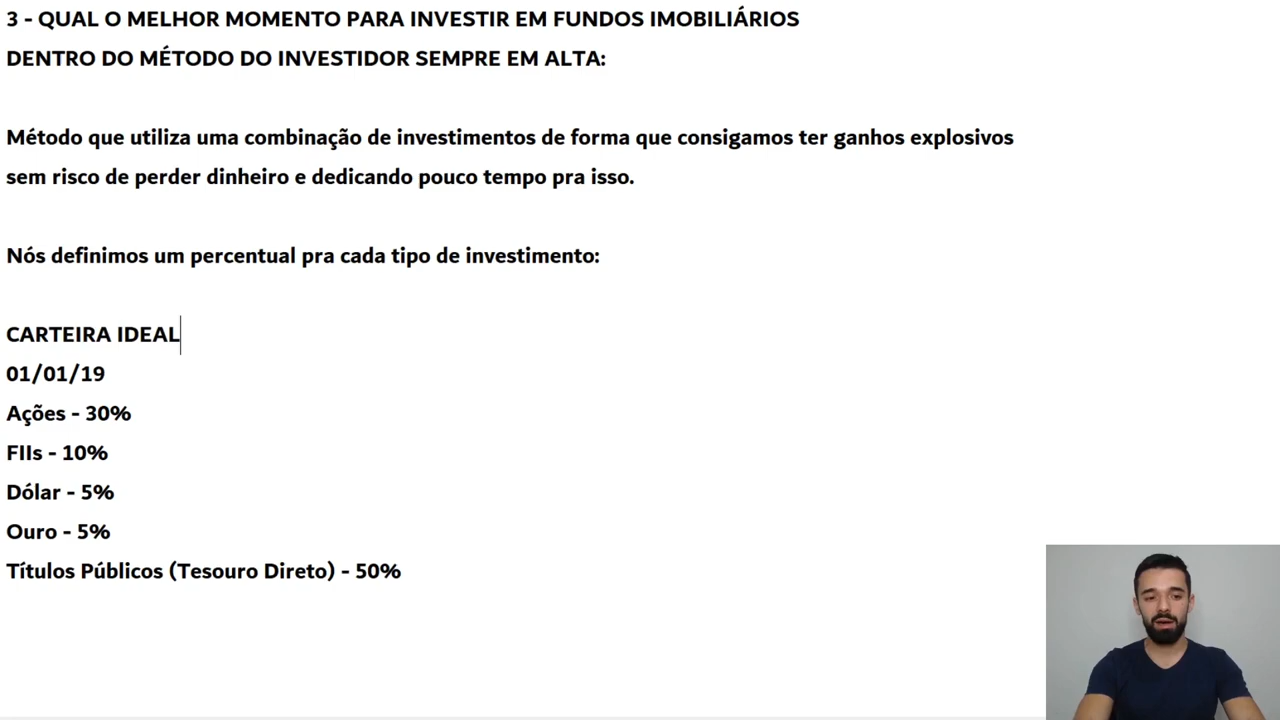 3 - QUAL O MELHOR MOMENTO PARA INVESTIR EM FUNDOS IMOBILIÁRIOS
DENTRO DO MÉTODO DO INVESTIDOR SEMPRE EM ALTA:
Método que utiliza uma combinação de investimentos de forma que consigamos ter ganhos explosivos
sem risco de perder dinheiro e dedicando pouco tempo pra isso.
Nós definimos um percentual pra cada tipo de investimento:
CARTEIRA IDEAL
01/01/19
Ações - 30%
FIIs - 10%
Dólar - 5%
Ouro - 5%
Títulos Públicos (Tesouro Direto) - 50%